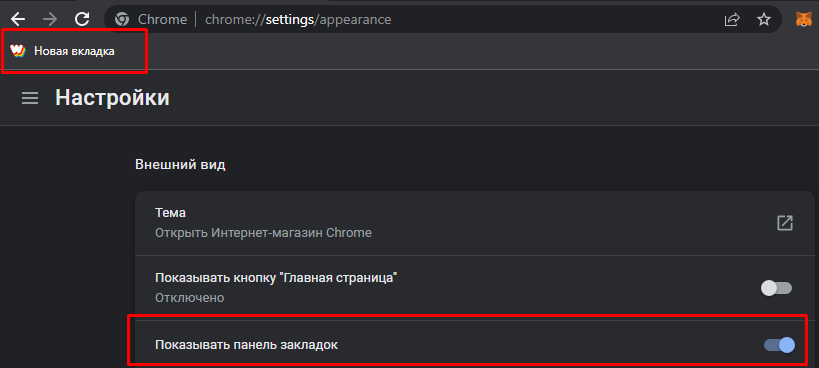 Chrome | chrome://settings/appearance
Новая вкладка
Настройки
Внешний вид
Тема
Открыть Интернет-магазин Chrome
Показывать кнопку "Главная страница"
Отключено
Показывать панель закладок